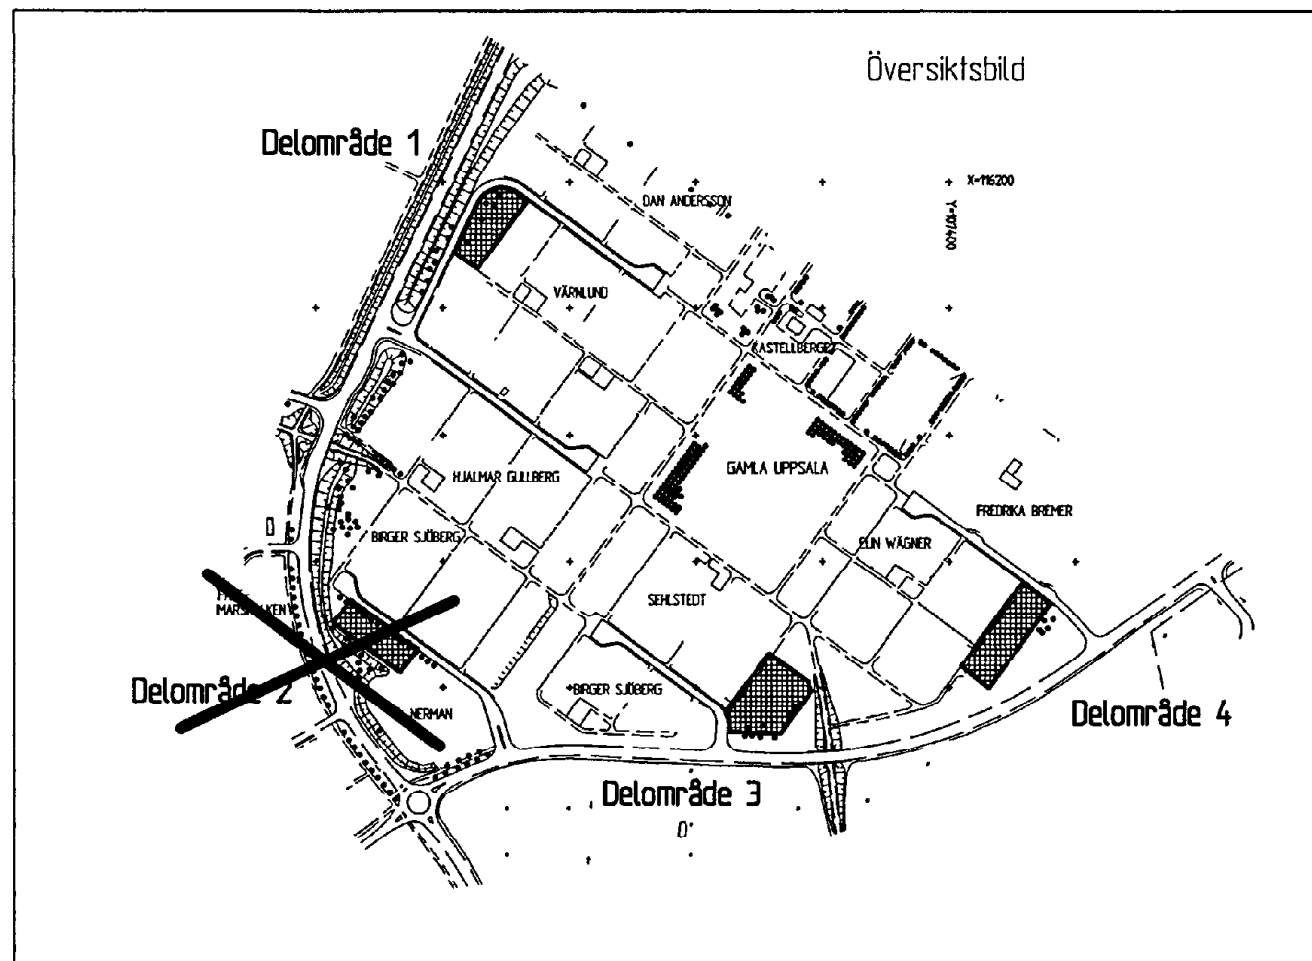 Översiktsbild
Delområde 1
X=116200
Y=107400
DAN ANDERSSON
VÄRNLUND
KASTELLBERGET
HJALMAR GULLBERG
GAMLA UPPSALA
FREDRIKA BREMER
BIRGER SJÖBERG
ELIN WÄGNER
SEHLSTEDT
Delområde 2
BIRGER SJÖBERG
NERMAN
Delområde 4
Delområde 3